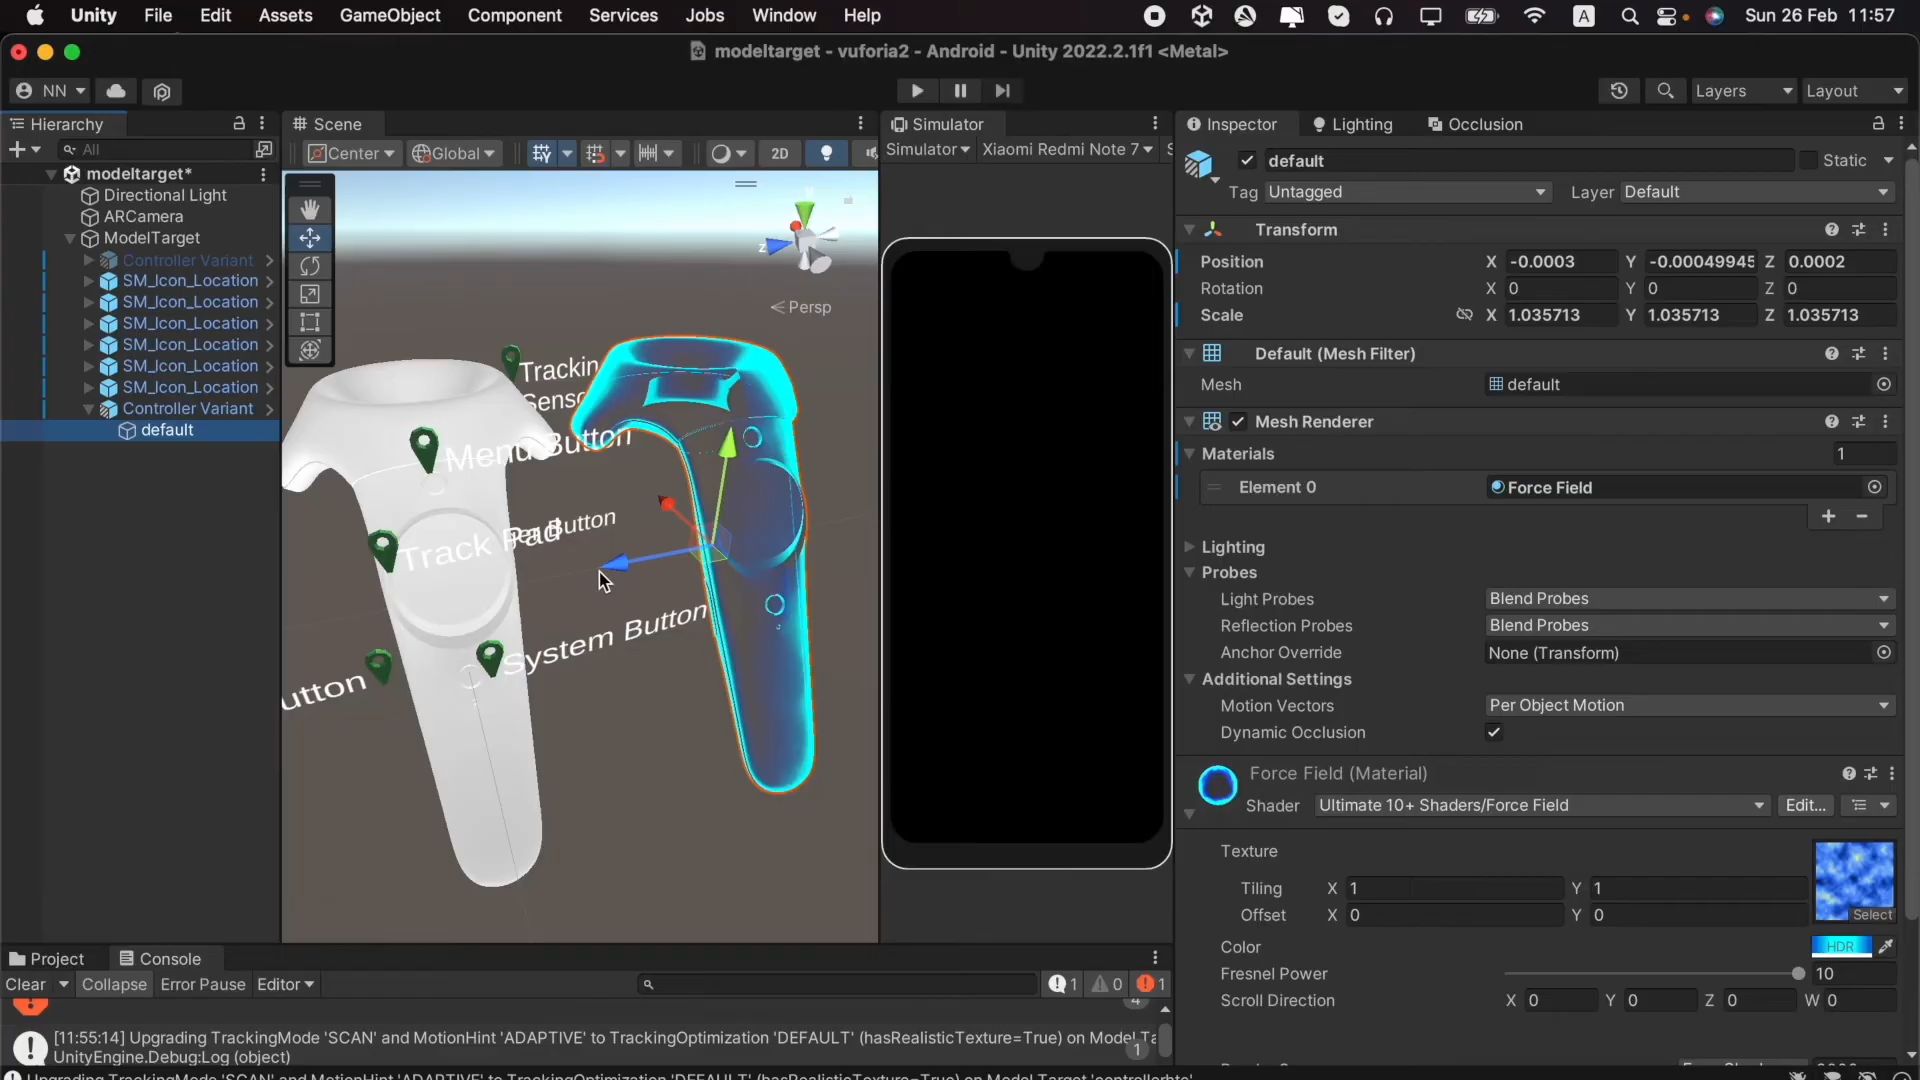 Unity File Edit Assets GameObject Component Services Jobs Window Help
A Sun 26 Feb 11:57
modeltarget - vuforia2 - Android - Unity 2022.2.1f1 <Metal>
NN
Layers Layout
Hierarchy
Scene
Simulator
Inspector Lighting Occlusion
All
Center Global 2D
Simulator Xiaomi Redmi Note 7
modeltarget*
Directional Light
ARCamera
ModelTarget
Controller Variant
SM_Icon_Location
SM_Icon_Location
SM_Icon_Location
SM_Icon_Location
SM_Icon_Location
SM_Icon_Location
Controller Variant
default
z
Persp
Trackin
Senso
Menu Button
Track Pad
er Button
System Button
utton
default
Static
Tag Untagged Layer Default
Transform
Position X -0.0003 Y -0.00049945 Z 0.0002
Rotation X 0 Y 0 Z 0
Scale X 1.035713 Y 1.035713 Z 1.035713
Default (Mesh Filter)
Mesh default
Mesh Renderer
Materials 1
Element 0 Force Field
+ -
Lighting
Probes
Light Probes Blend Probes
Reflection Probes Blend Probes
Anchor Override None (Transform)
Additional Settings
Motion Vectors Per Object Motion
Dynamic Occlusion
Force Field (Material)
Shader Ultimate 10+ Shaders/Force Field Edit...
Texture
Tiling X 1 Y 1
Offset X 0 Y 0
Select
Color HDR
Fresnel Power 10
Scroll Direction X 0 Y 0 Z 0 W 0
Project Console
Clear Collapse Error Pause Editor 1 0 1
4
[11:55:14] Upgrading TrackingMode 'SCAN' and MotionHint 'ADAPTIVE' to TrackingOptimization 'DEFAULT' (hasRealisticTexture=True) on Model Ta
UnityEngine.Debug:Log (object) 1